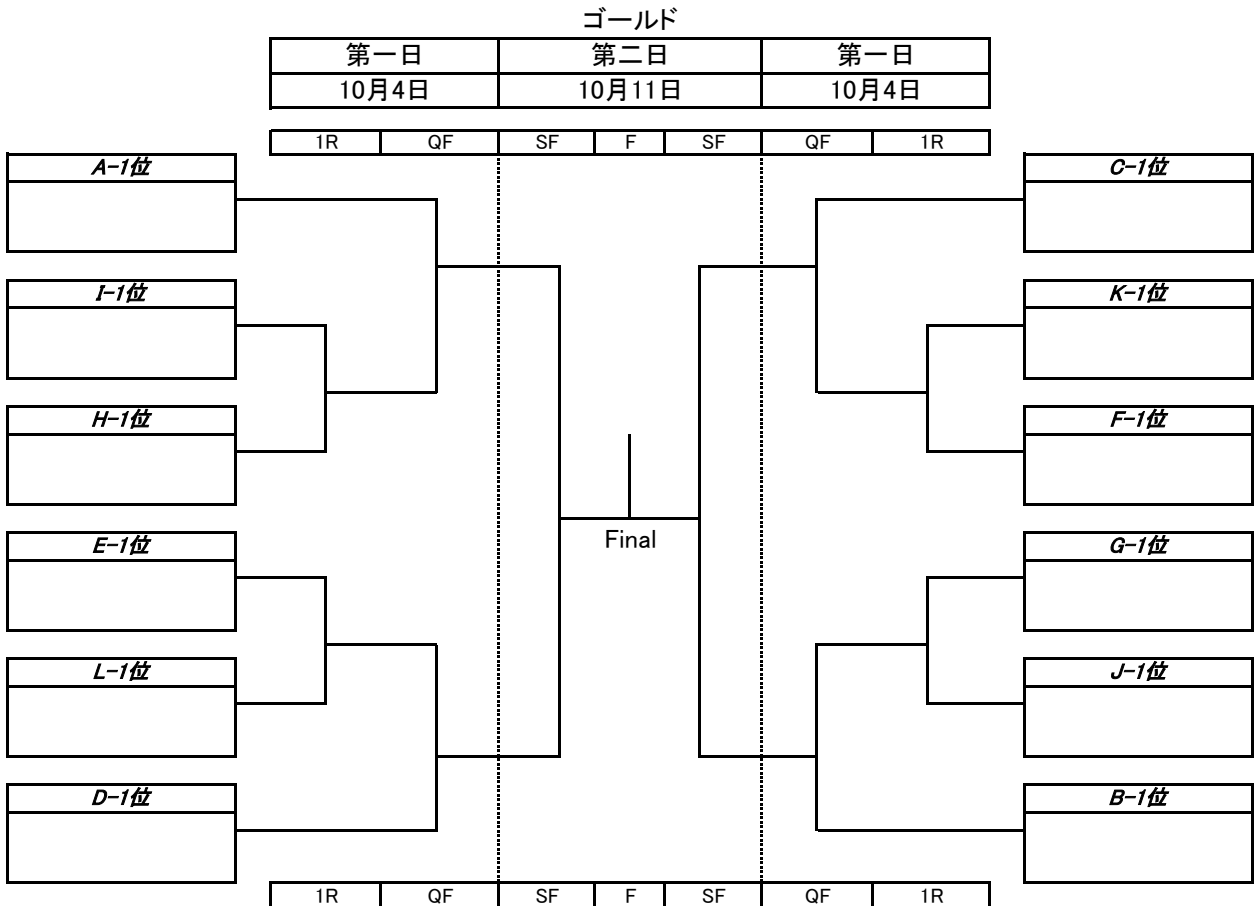 ゴールド
第一日 第二日 第一日
10月4日 10月11日 10月4日
1R QF SF F SF QF 1R
A-1位 C-1位
I-1位 K-1位
H-1位 F-1位
E-1位 Final G-1位
L-1位 J-1位
D-1位 B-1位
1R QF SF F SF QF 1R